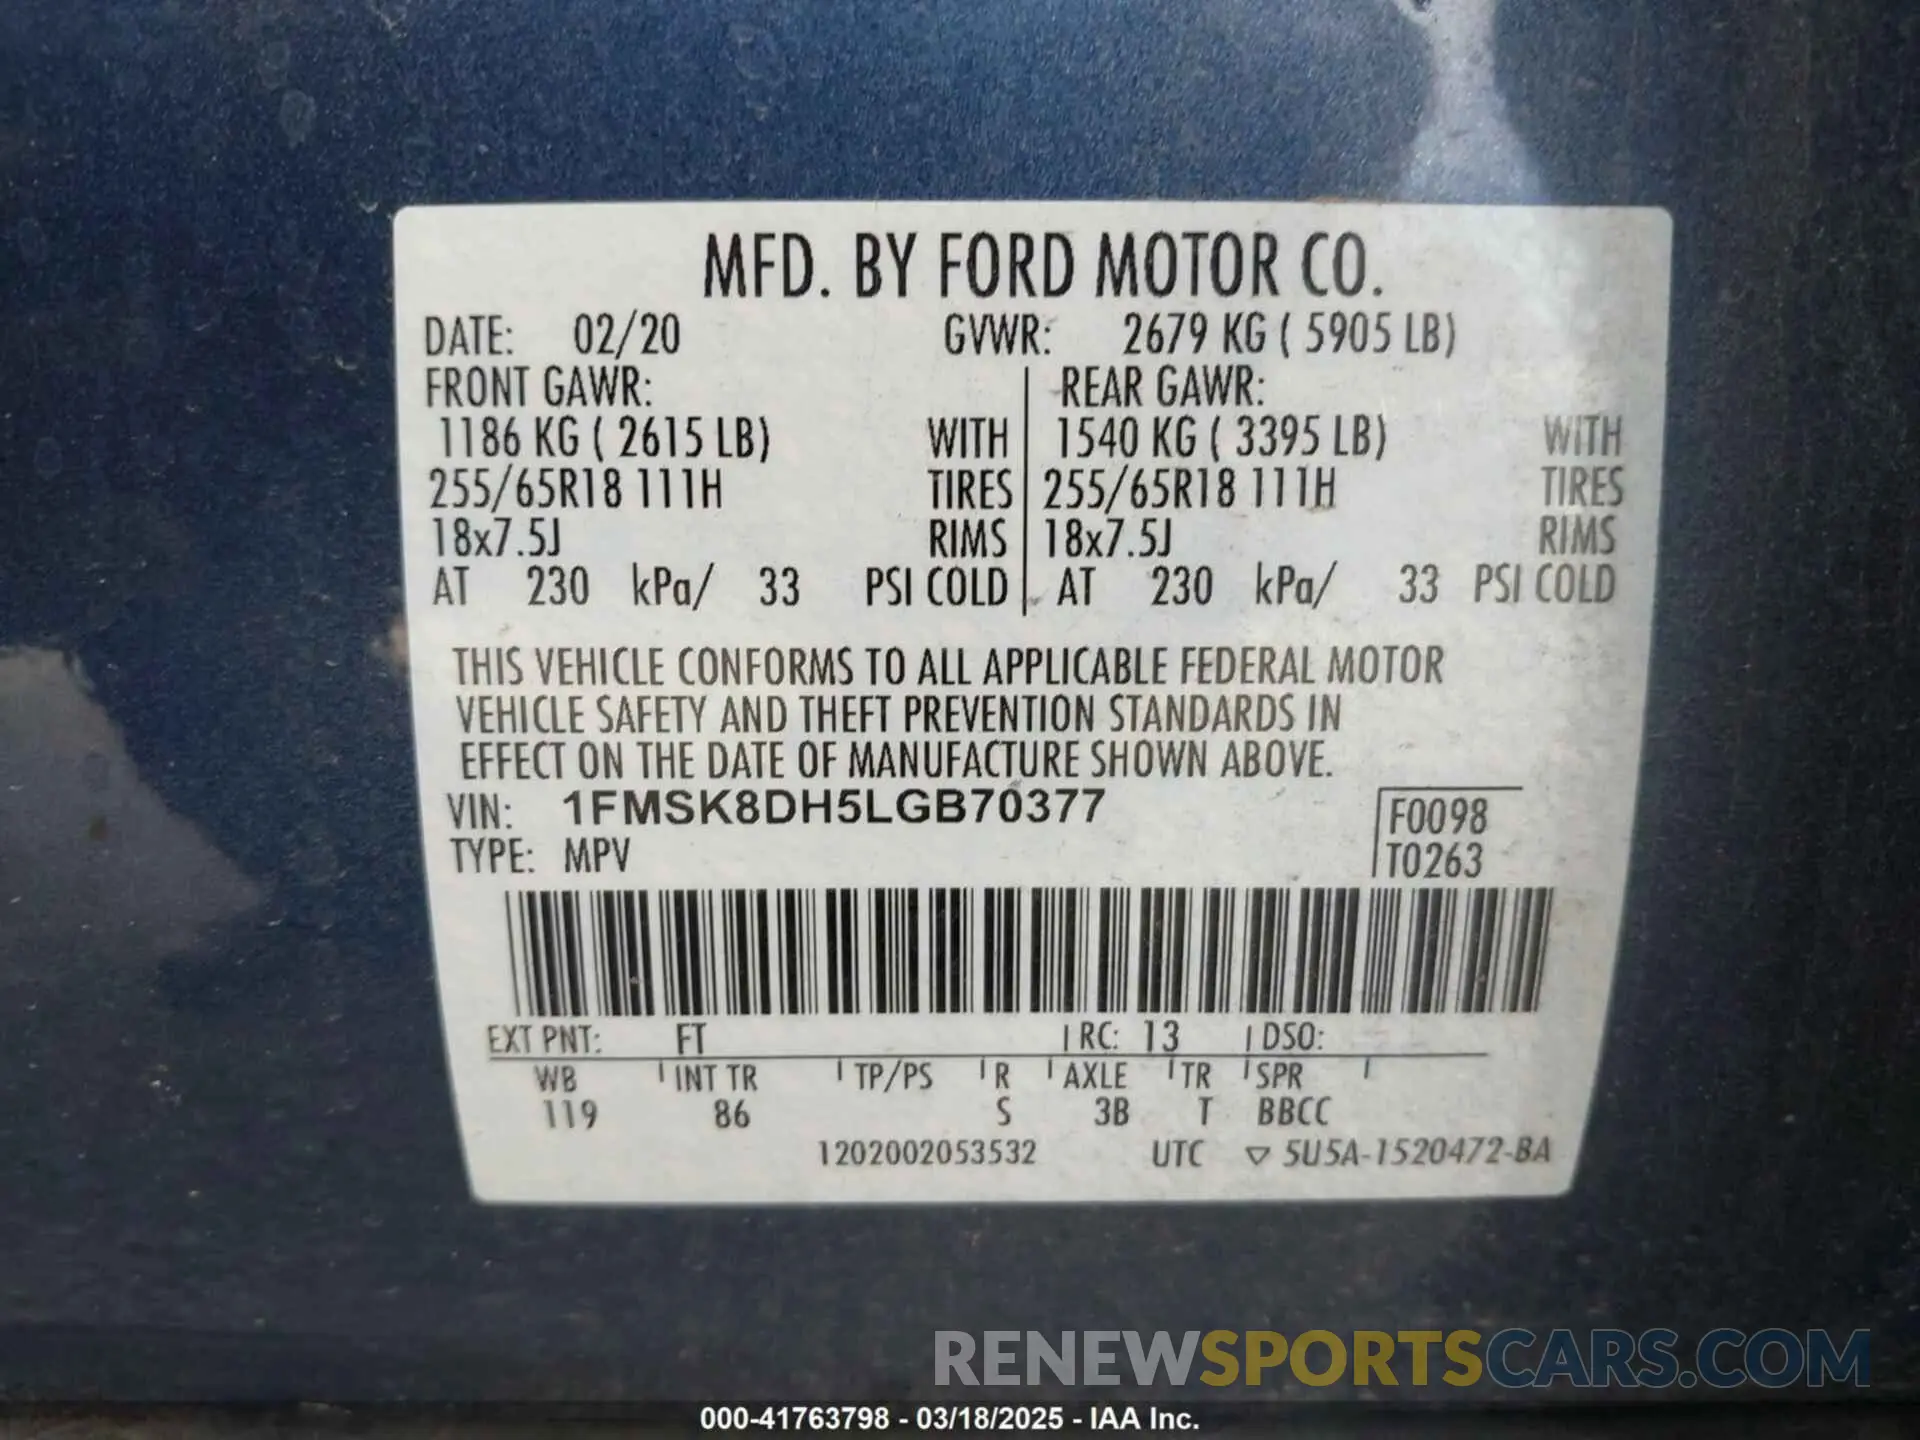 MFD. BY FORD MOTOR CO.
DATE: 02/20 GVWR: 2679 KG ( 5905 LB)
FRONT GAWR: REAR GAWR:
1186 KG ( 2615 LB) WITH 1540 KG ( 3395 LB) WITH
255/65R18 111H TIRES 255/65R18 111H TIRES
18x7.5J RIMS 18x7.5J RIMS
AT 230 kPa/ 33 PSI COLD AT 230 kPa/ 33 PSI COLD
THIS VEHICLE CONFORMS TO ALL APPLICABLE FEDERAL MOTOR
VEHICLE SAFETY AND THEFT PREVENTION STANDARDS IN
EFFECT ON THE DATE OF MANUFACTURE SHOWN ABOVE.
VIN: 1FMSK8DH5LGB70377 F0098
TYPE: MPV T0263
EXT PNT: FT RC: 13 DSO:
WB INT TR TP/PS R AXLE TR SPR
119 86 S 3B T BBCC
1202002053532 UTC ▽ 5U5A-1520472-BA
RENEWSPORTSCARS.COM
000-41763798 - 03/18/2025 - IAA Inc.